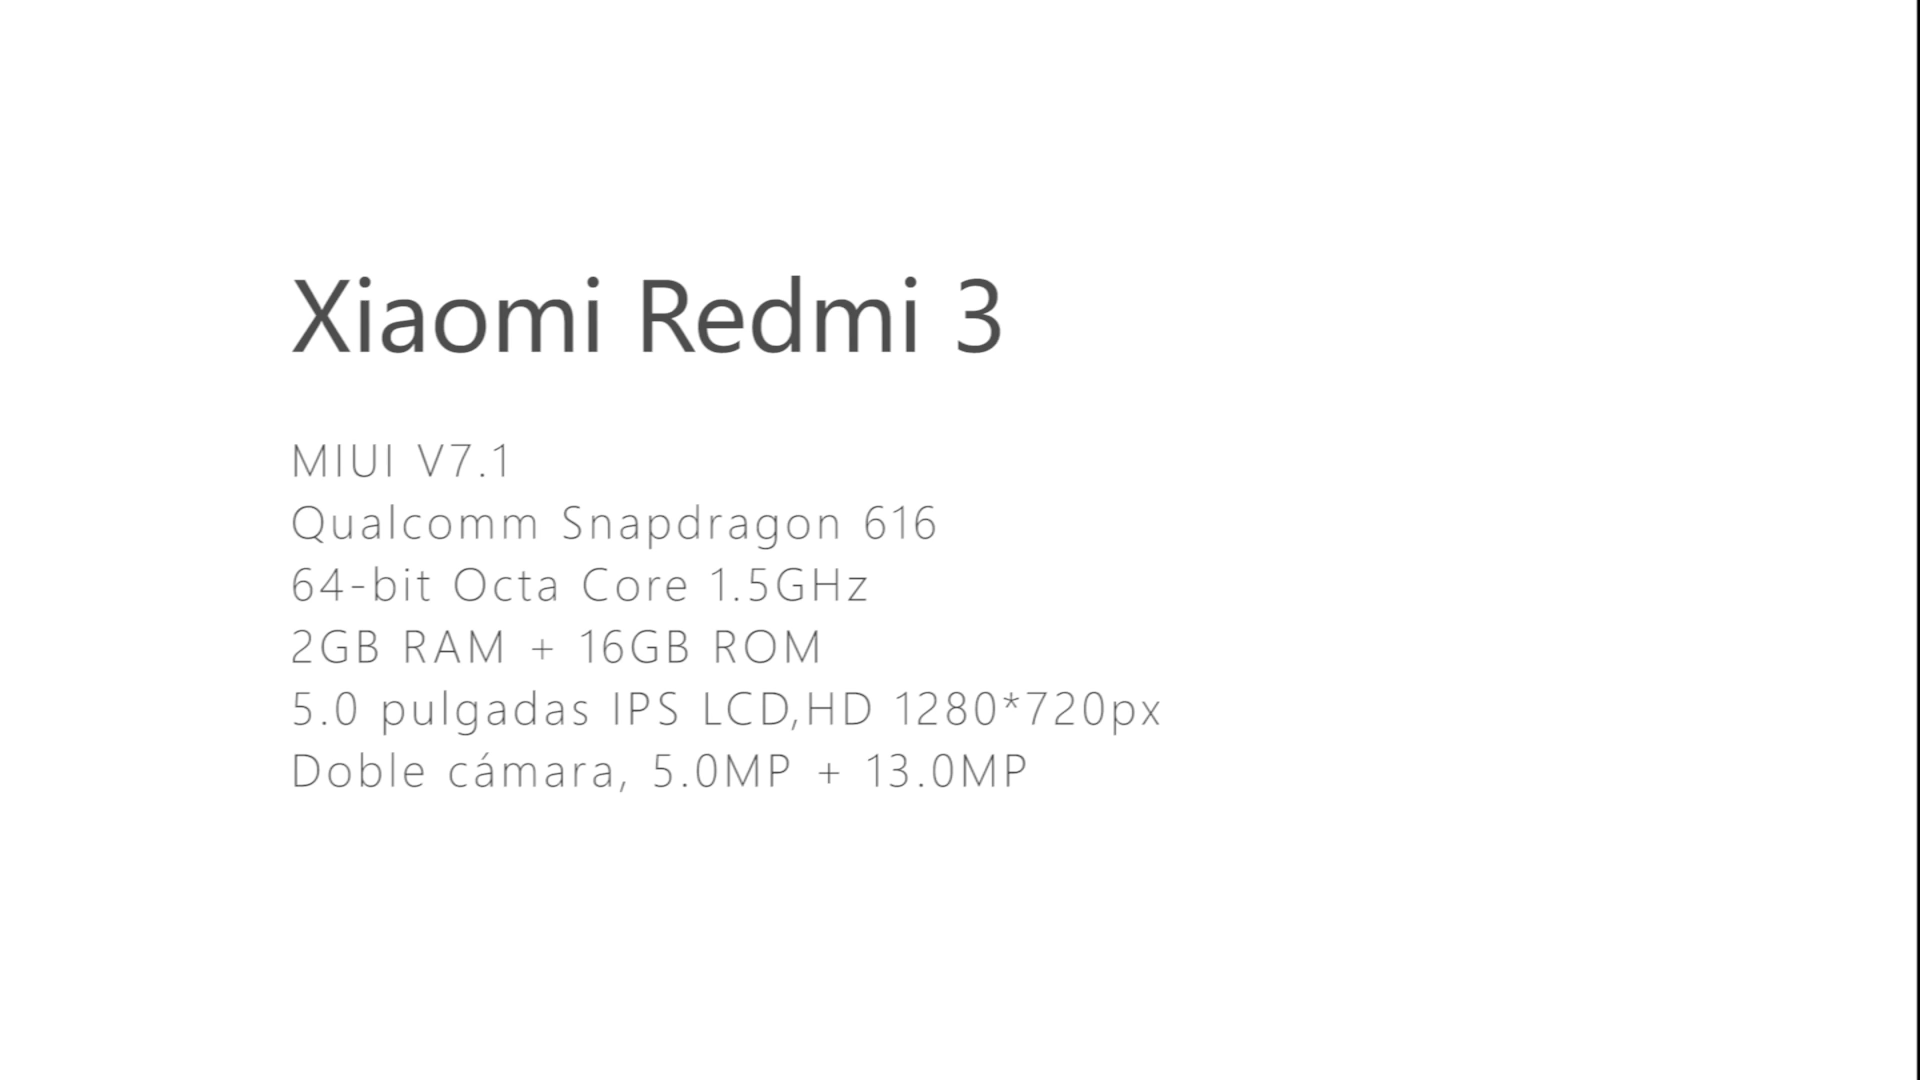 Xiaomi Redmi 3
MIUI V7.1
Qualcomm Snapdragon 616
64-bit Octa Core 1.5GHz
2GB RAM + 16GB ROM
5.0 pulgadas IPS LCD,HD 1280*720px
Doble cámara, 5.0MP + 13.0MP